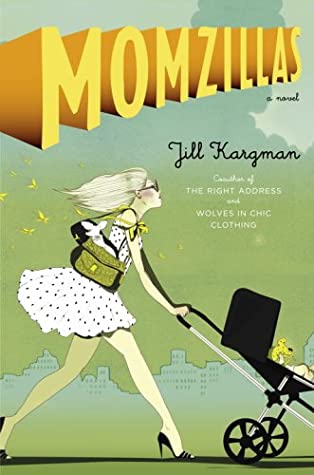 MOMZILLAS
a novel
Jill Kargman
Coauthor of
THE RIGHT ADDRESS
and
WOLVES IN CHIC
CLOTHING